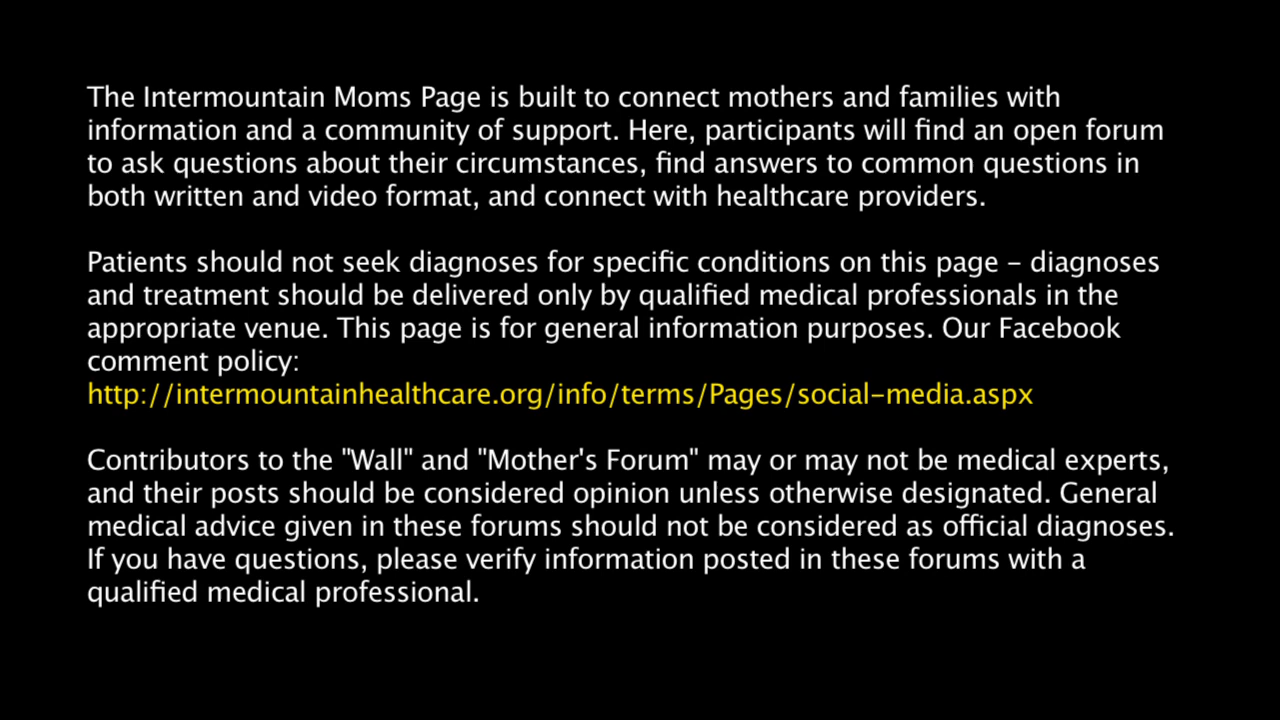 The Intermountain Moms Page is built to connect mothers and families with
information and a community of support. Here, participants will find an open forum
to ask questions about their circumstances, find answers to common questions in
both written and video format, and connect with healthcare providers.
Patients should not seek diagnoses for specific conditions on this page – diagnoses
and treatment should be delivered only by qualified medical professionals in the
appropriate venue. This page is for general information purposes. Our Facebook
comment policy:
http://intermountainhealthcare.org/info/terms/Pages/social-media.aspx
Contributors to the "Wall" and "Mother's Forum" may or may not be medical experts,
and their posts should be considered opinion unless otherwise designated. General
medical advice given in these forums should not be considered as official diagnoses.
If you have questions, please verify information posted in these forums with a
qualified medical professional.